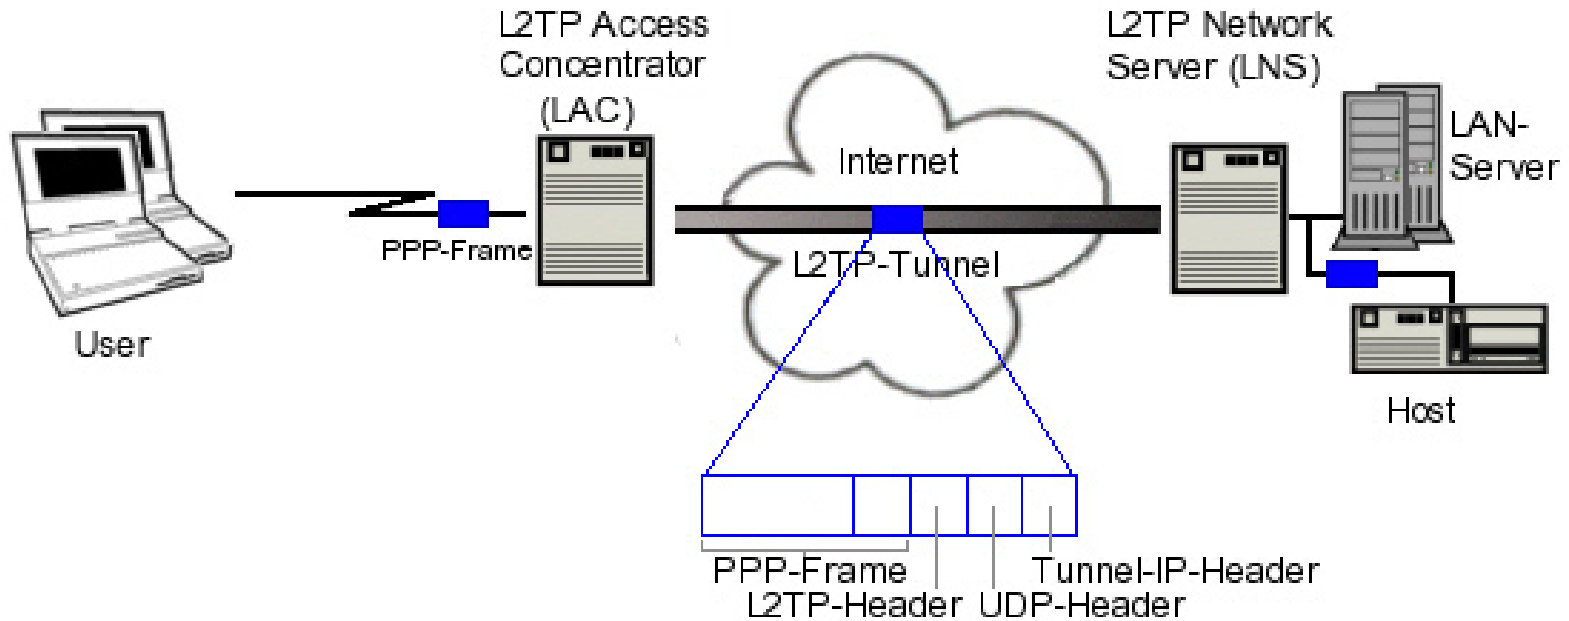 L2TP Access
Concentrator
(LAC)
L2TP Network
Server (LNS)
LAN-
Server
Internet
PPP-Frame
L2TP-Tunnel
User
Host
PPP-Frame
Tunnel-IP-Header
L2TP-Header
UDP-Header